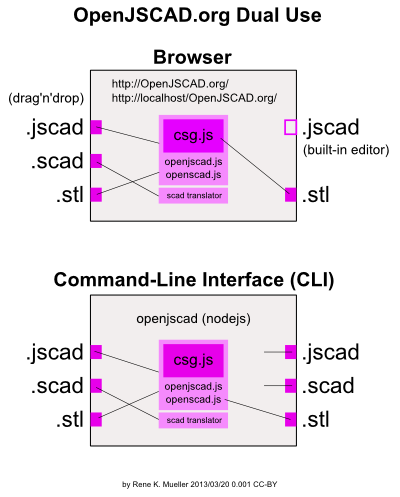 OpenJSCAD.org Dual Use
Browser
http://OpenJSCAD.org/
(drag'n'drop)
http://localhost/OpenJSCAD.org/
.jscad
csg.js
.jscad
(built-in editor)
.scad
openjscad.js
openscad.js
.stl
scad translator
.stl
Command-Line Interface (CLI)
openjscad (nodejs)
.jscad
csg.js
.jscad
.scad
openjscad.js
.scad
openscad.js
.stl
scad translator
.stl
by Rene K. Mueller 2013/03/20 0.001 CC-BY